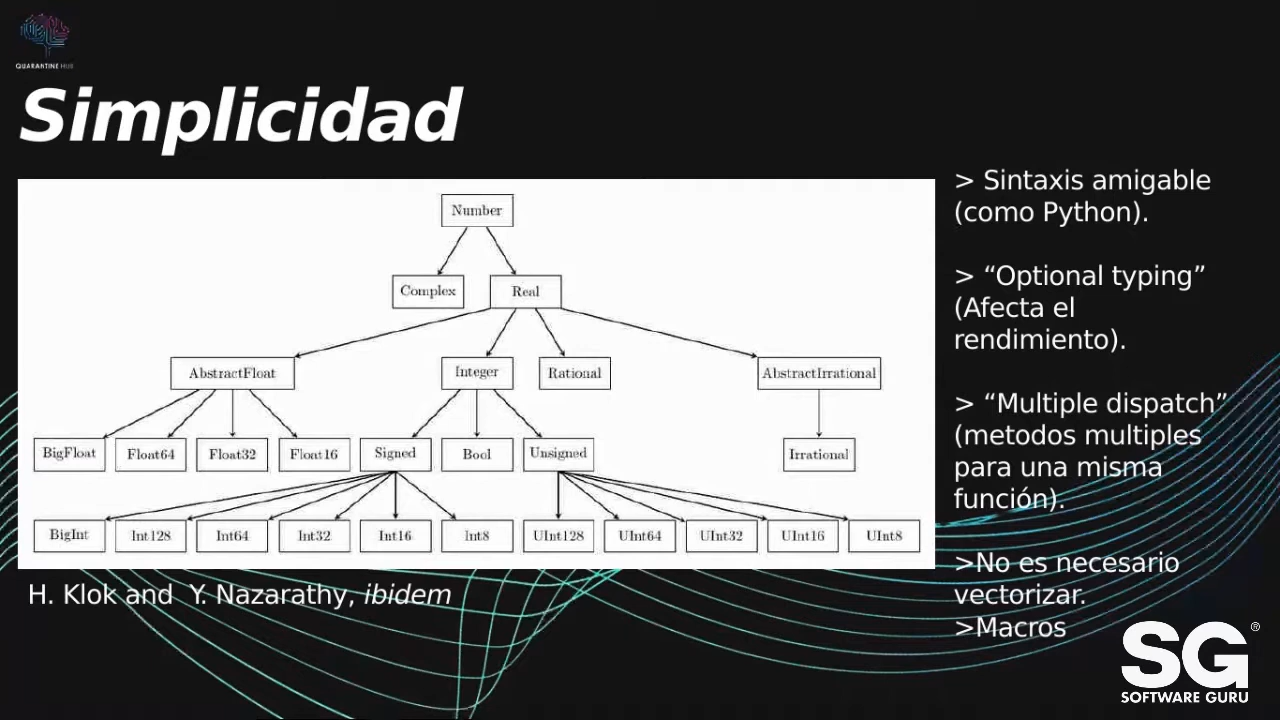 QUARANTINE HUB
Simplicidad
Number
Complex
Real
AbstractFloat
Integer
Rational
AbstractIrrational
BigFloat
Float64
Float32
Float16
Signed
Bool
Unsigned
Irrational
BigInt
Int128
Int64
Int32
Int16
Int8
UInt128
UInt64
UInt32
UInt16
UInt8
H. Klok and  Y. Nazarathy, ibidem
> Sintaxis amigable
(como Python).
> “Optional typing”
(Afecta el
rendimiento).
> “Multiple dispatch”
(metodos multiples
para una misma
función).
>No es necesario
vectorizar.
>Macros
SG®
SOFTWARE GURU